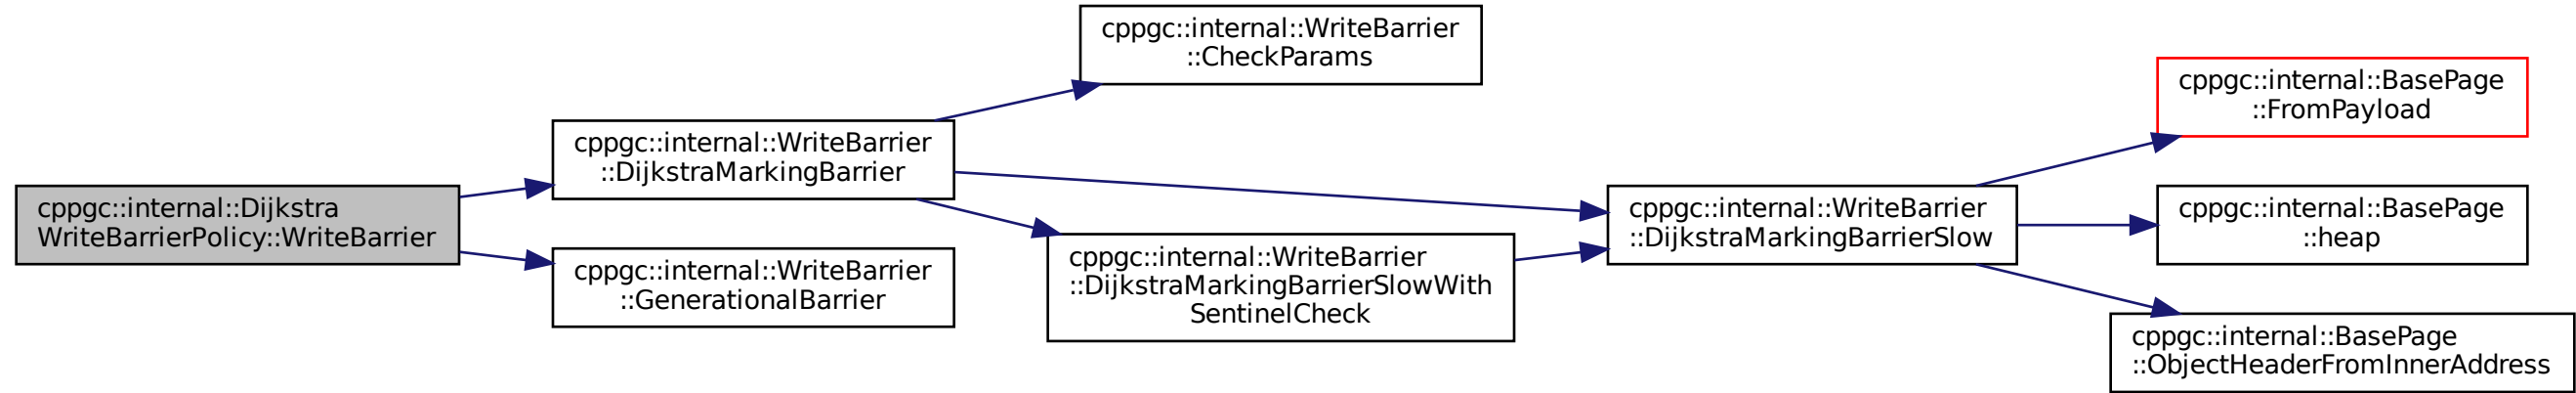 cppgc::internal::Dijkstra
WriteBarrierPolicy::WriteBarrier
cppgc::internal::WriteBarrier
::DijkstraMarkingBarrier
cppgc::internal::WriteBarrier
::GenerationalBarrier
cppgc::internal::WriteBarrier
::CheckParams
cppgc::internal::WriteBarrier
::DijkstraMarkingBarrierSlowWith
SentinelCheck
cppgc::internal::WriteBarrier
::DijkstraMarkingBarrierSlow
cppgc::internal::BasePage
::FromPayload
cppgc::internal::BasePage
::heap
cppgc::internal::BasePage
::ObjectHeaderFromInnerAddress